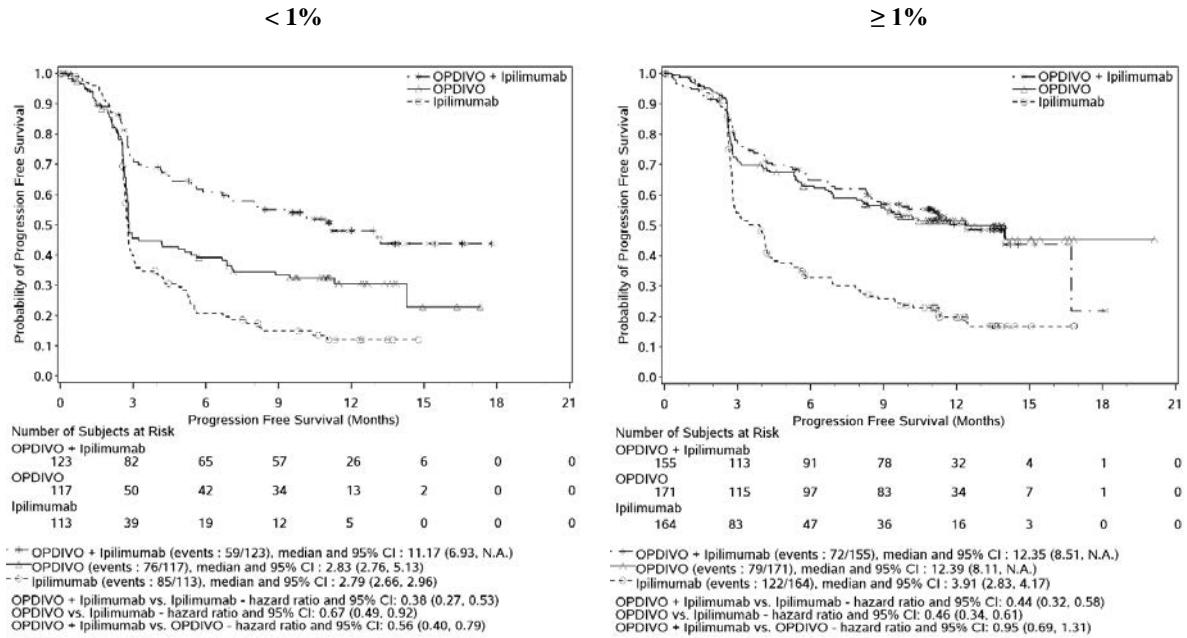 < 1%
OPDIVO + Ipilimumab
OPDIVO
Ipilimumab
Probability of Progression Free Survival
1.0
0.9
0.8
0.7
0.6
0.5
0.4
0.3
0.2
0.1
0.0
0 3 6 9 12 15 18 21
Progression Free Survival (Months)
Number of Subjects at Risk
OPDIVO + Ipilimumab
123 82 65 57 26 6 0 0
OPDIVO
117 50 42 34 13 2 0 0
Ipilimumab
113 39 19 12 5 0 0 0
OPDIVO + Ipilimumab (events : 59/123), median and 95% CI : 11.17 (6.93, N.A.)
OPDIVO (events : 76/117), median and 95% CI : 2.83 (2.76, 5.13)
Ipilimumab (events : 85/113), median and 95% CI : 2.79 (2.66, 2.96)
OPDIVO + Ipilimumab vs. Ipilimumab - hazard ratio and 95% CI: 0.38 (0.27, 0.53)
OPDIVO vs. Ipilimumab - hazard ratio and 95% CI: 0.67 (0.49, 0.92)
OPDIVO + Ipilimumab vs. OPDIVO - hazard ratio and 95% CI: 0.56 (0.40, 0.79)
≥ 1%
OPDIVO + Ipilimumab
OPDIVO
Ipilimumab
Probability of Progression Free Survival
1.0
0.9
0.8
0.7
0.6
0.5
0.4
0.3
0.2
0.1
0.0
0 3 6 9 12 15 18 21
Progression Free Survival (Months)
Number of Subjects at Risk
OPDIVO + Ipilimumab
155 113 91 78 32 4 1 0
OPDIVO
171 115 97 83 34 7 1 0
Ipilimumab
164 83 47 36 16 3 0 0
OPDIVO + Ipilimumab (events : 72/155), median and 95% CI : 12.35 (8.51, N.A.)
OPDIVO (events : 79/171), median and 95% CI : 12.39 (8.11, N.A.)
Ipilimumab (events : 122/164), median and 95% CI : 3.91 (2.83, 4.17)
OPDIVO + Ipilimumab vs. Ipilimumab - hazard ratio and 95% CI: 0.44 (0.32, 0.58)
OPDIVO vs. Ipilimumab - hazard ratio and 95% CI: 0.46 (0.34, 0.61)
OPDIVO + Ipilimumab vs. OPDIVO - hazard ratio and 95% CI: 0.95 (0.69, 1.31)